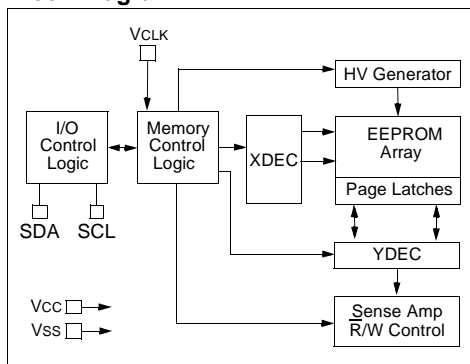 VCLK
HV Generator
I/O
Control
Logic
Memory
Control
Logic
XDEC
EEPROM
Array
Page Latches
SDA
SCL
YDEC
VCC
VSS
Sense Amp
R/W Control